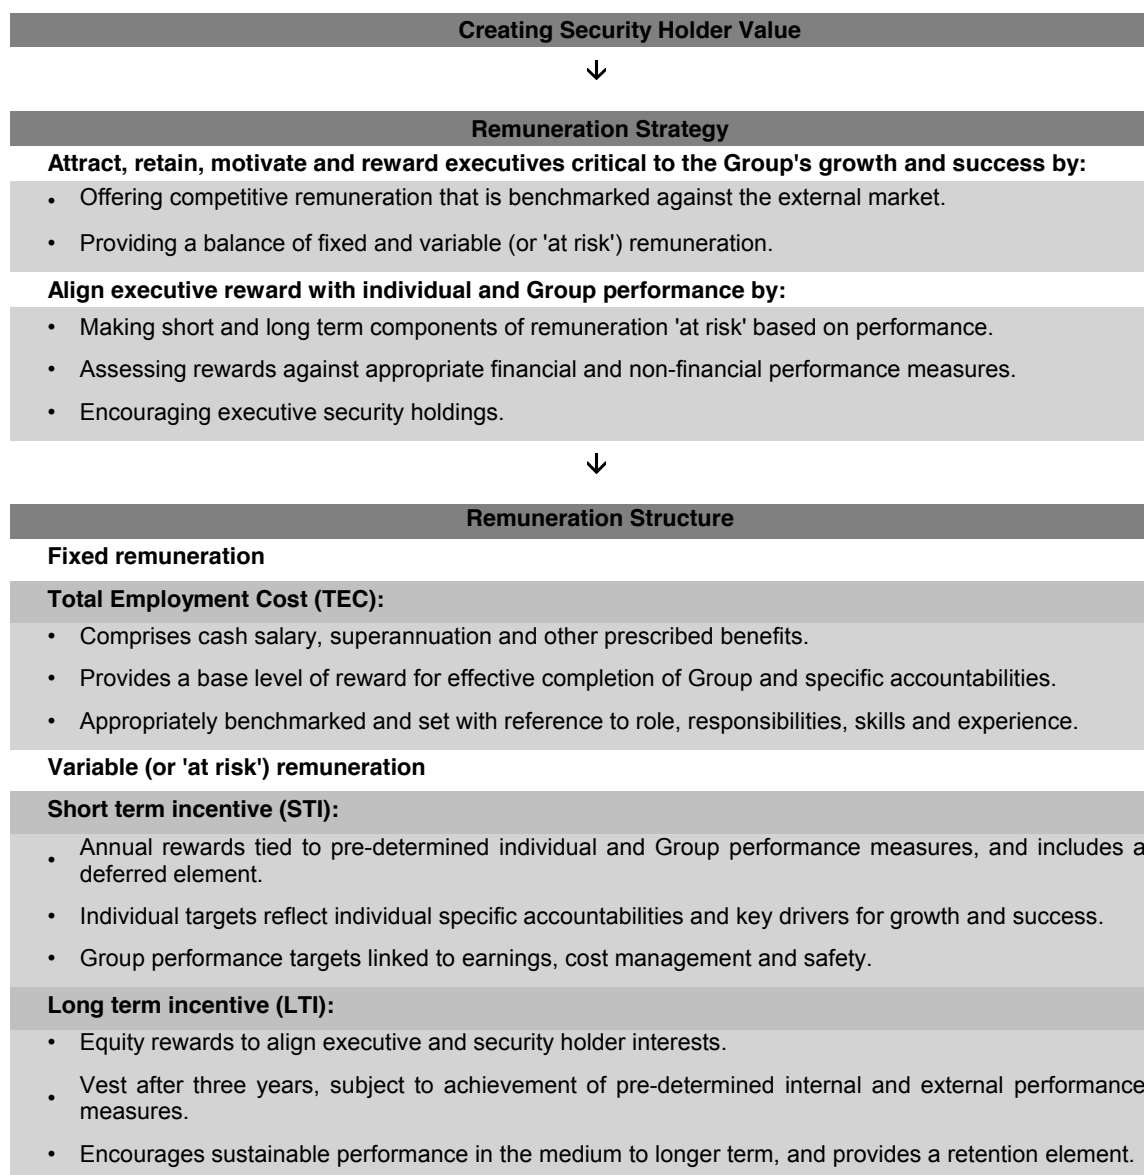 Creating Security Holder Value
↓
Remuneration Strategy
Attract, retain, motivate and reward executives critical to the Group's growth and success by:
• Offering competitive remuneration that is benchmarked against the external market.
• Providing a balance of fixed and variable (or 'at risk') remuneration.
Align executive reward with individual and Group performance by:
• Making short and long term components of remuneration 'at risk' based on performance.
• Assessing rewards against appropriate financial and non-financial performance measures.
• Encouraging executive security holdings.
↓
Remuneration Structure
Fixed remuneration
Total Employment Cost (TEC):
• Comprises cash salary, superannuation and other prescribed benefits.
• Provides a base level of reward for effective completion of Group and specific accountabilities.
• Appropriately benchmarked and set with reference to role, responsibilities, skills and experience.
Variable (or 'at risk') remuneration
Short term incentive (STI):
• Annual rewards tied to pre-determined individual and Group performance measures, and includes a
deferred element.
• Individual targets reflect individual specific accountabilities and key drivers for growth and success.
• Group performance targets linked to earnings, cost management and safety.
Long term incentive (LTI):
• Equity rewards to align executive and security holder interests.
• Vest after three years, subject to achievement of pre-determined internal and external performance
measures.
• Encourages sustainable performance in the medium to longer term, and provides a retention element.